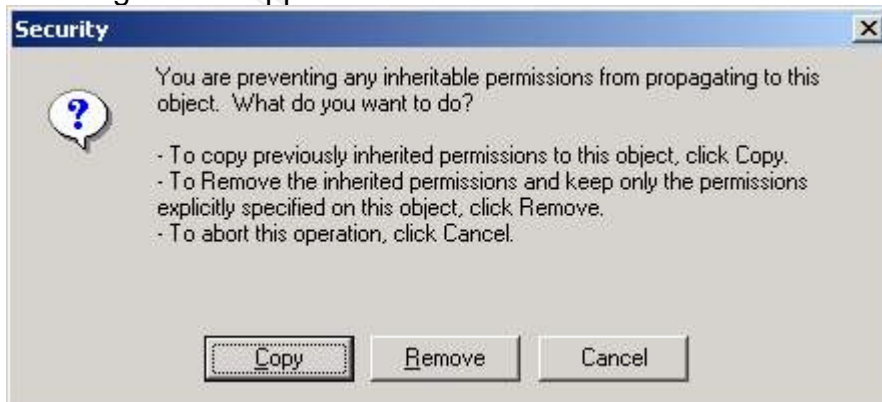 Security
You are preventing any inheritable permissions from propagating to this
object. What do you want to do?
- To copy previously inherited permissions to this object, click Copy.
- To Remove the inherited permissions and keep only the permissions
explicitly specified on this object, click Remove.
- To abort this operation, click Cancel.
Copy Remove Cancel